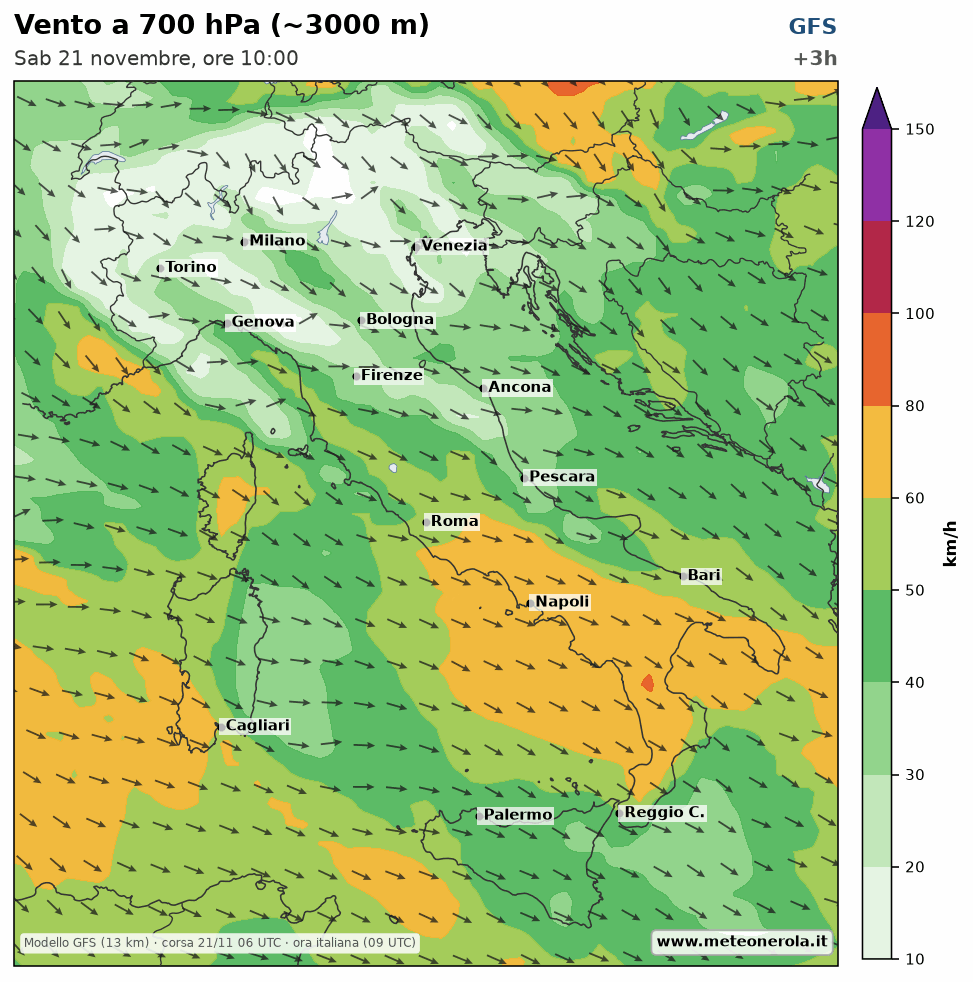 Vento a 700 hPa (~3000 m)
GFS
Sab 21 novembre, ore 10:00
+3h
Milano
Venezia
Torino
Genova
Bologna
Firenze
Ancona
Pescara
Roma
Bari
Napoli
Cagliari
Palermo
Reggio C.
150
120
100
80
60
50
40
30
20
10
km/h
Modello GFS (13 km) · corsa 21/11 06 UTC · ora italiana (09 UTC)
www.meteonerola.it